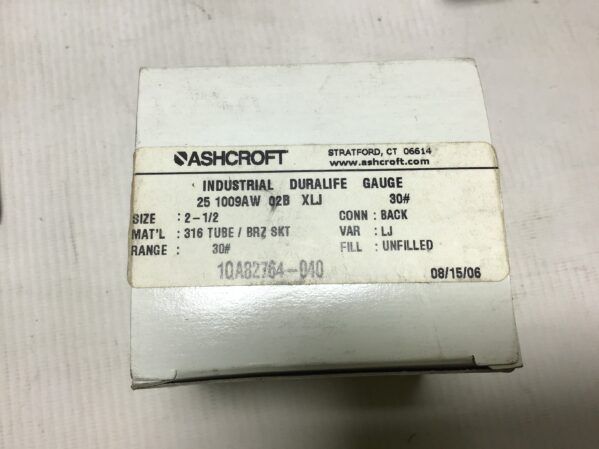 ASHCROFT
STRATFORD, CT 06614
www.ashcroft.com
INDUSTRIAL DURALIFE GAUGE
25 1009AW 02B XLJ 30#
SIZE : 2-1/2 CONN : BACK
MAT'L : 316 TUBE / BRZ SKT VAR : LJ
RANGE : 30# FILL : UNFILLED
10A82764-040
08/15/06